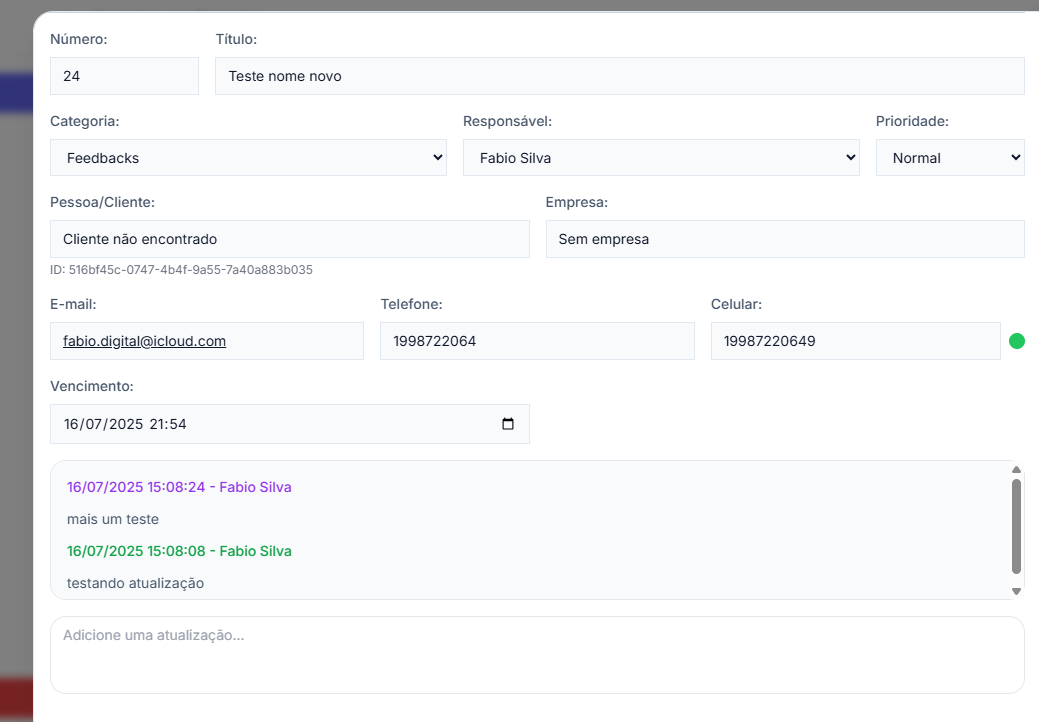 Número: Título:
24 Teste nome novo
Categoria: Responsável: Prioridade:
Feedbacks Fabio Silva Normal
Pessoa/Cliente: Empresa:
Cliente não encontrado Sem empresa
ID: 516bf45c-0747-4b4f-9a55-7a40a883b035
E-mail: Telefone: Celular:
fabio.digital@icloud.com 1998722064 19987220649
Vencimento:
16/07/2025 21:54
16/07/2025 15:08:24 - Fabio Silva
mais um teste
16/07/2025 15:08:08 - Fabio Silva
testando atualização
Adicione uma atualização...